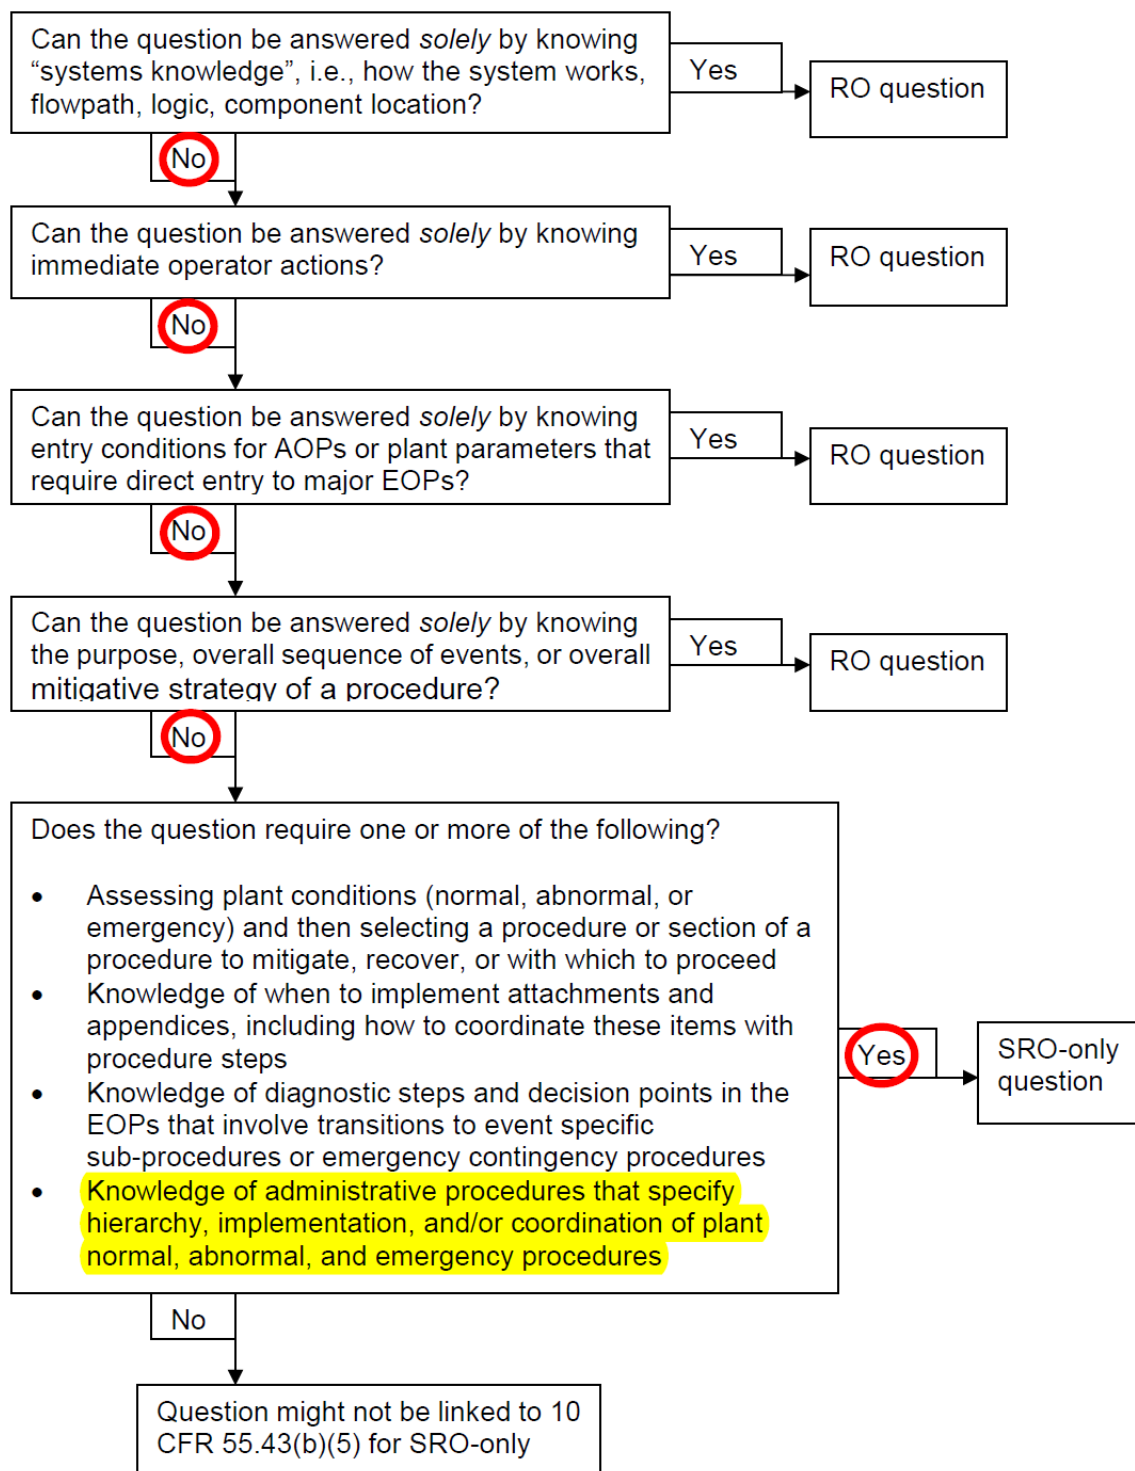 Can the question be answered solely by knowing
“systems knowledge”, i.e., how the system works,
flowpath, logic, component location?
Yes
RO question
No
Can the question be answered solely by knowing
immediate operator actions?
Yes
RO question
No
Can the question be answered solely by knowing
entry conditions for AOPs or plant parameters that
require direct entry to major EOPs?
Yes
RO question
No
Can the question be answered solely by knowing
the purpose, overall sequence of events, or overall
mitigative strategy of a procedure?
Yes
RO question
No
Does the question require one or more of the following?
• Assessing plant conditions (normal, abnormal, or
emergency) and then selecting a procedure or section of a
procedure to mitigate, recover, or with which to proceed
• Knowledge of when to implement attachments and
appendices, including how to coordinate these items with
procedure steps
• Knowledge of diagnostic steps and decision points in the
EOPs that involve transitions to event specific
sub-procedures or emergency contingency procedures
• Knowledge of administrative procedures that specify
hierarchy, implementation, and/or coordination of plant
normal, abnormal, and emergency procedures
Yes
SRO-only
question
No
Question might not be linked to 10
CFR 55.43(b)(5) for SRO-only